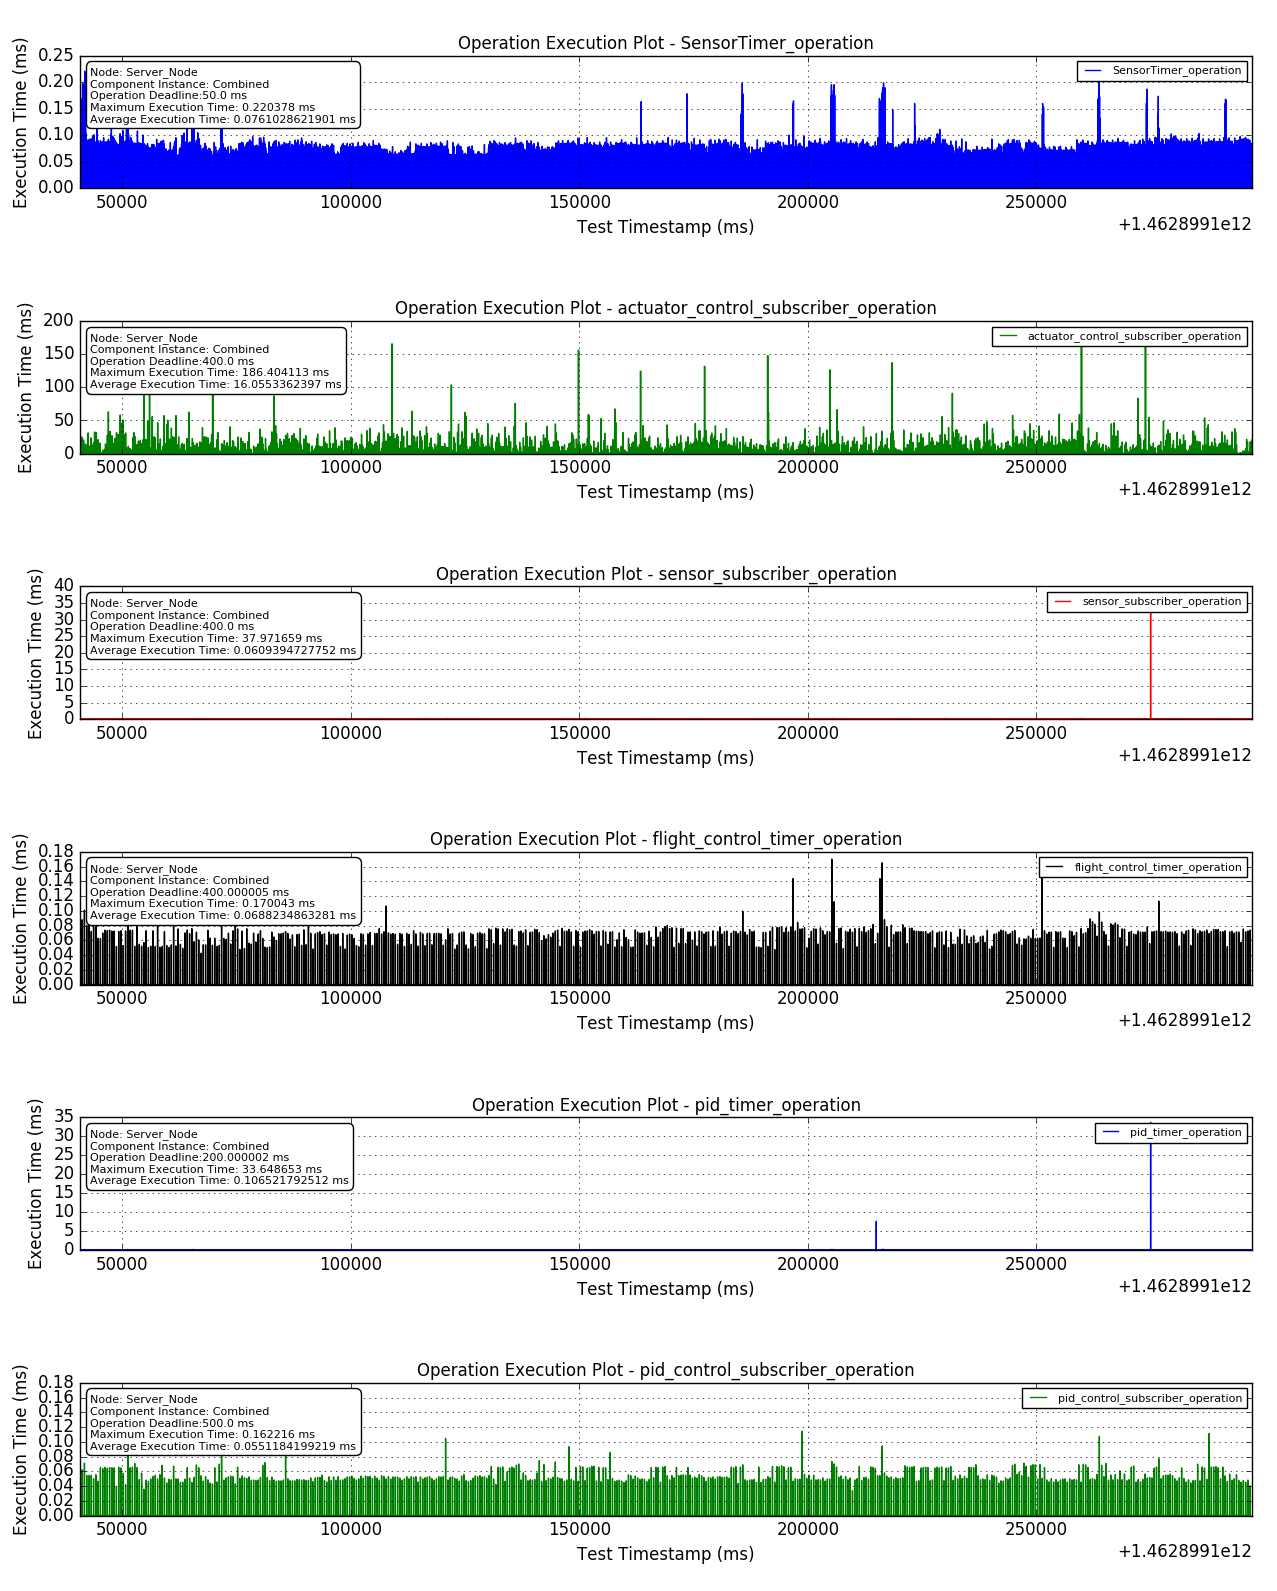 Operation Execution Plot - SensorTimer_operation
Execution Time (ms)
0.25
0.20
0.15
0.10
0.05
0.00
Node: Server_Node
Component Instance: Combined
Operation Deadline:50.0 ms
Maximum Execution Time: 0.220378 ms
Average Execution Time: 0.0761028621901 ms
SensorTimer_operation
50000 100000 150000 200000 250000
Test Timestamp (ms)
+1.4628991e12
Operation Execution Plot - actuator_control_subscriber_operation
Execution Time (ms)
200
150
100
50
0
Node: Server_Node
Component Instance: Combined
Operation Deadline:400.0 ms
Maximum Execution Time: 186.404113 ms
Average Execution Time: 16.0553362397 ms
actuator_control_subscriber_operation
50000 100000 150000 200000 250000
Test Timestamp (ms)
+1.4628991e12
Operation Execution Plot - sensor_subscriber_operation
Execution Time (ms)
40
35
30
25
20
15
10
5
0
Node: Server_Node
Component Instance: Combined
Operation Deadline:400.0 ms
Maximum Execution Time: 37.971659 ms
Average Execution Time: 0.0609394727752 ms
sensor_subscriber_operation
50000 100000 150000 200000 250000
Test Timestamp (ms)
+1.4628991e12
Operation Execution Plot - flight_control_timer_operation
Execution Time (ms)
0.18
0.16
0.14
0.12
0.10
0.08
0.06
0.04
0.02
0.00
Node: Server_Node
Component Instance: Combined
Operation Deadline:400.000005 ms
Maximum Execution Time: 0.170043 ms
Average Execution Time: 0.0688234863281 ms
flight_control_timer_operation
50000 100000 150000 200000 250000
Test Timestamp (ms)
+1.4628991e12
Operation Execution Plot - pid_timer_operation
Execution Time (ms)
35
30
25
20
15
10
5
0
Node: Server_Node
Component Instance: Combined
Operation Deadline:200.000002 ms
Maximum Execution Time: 33.648653 ms
Average Execution Time: 0.106521792512 ms
pid_timer_operation
50000 100000 150000 200000 250000
Test Timestamp (ms)
+1.4628991e12
Operation Execution Plot - pid_control_subscriber_operation
Execution Time (ms)
0.18
0.16
0.14
0.12
0.10
0.08
0.06
0.04
0.02
0.00
Node: Server_Node
Component Instance: Combined
Operation Deadline:500.0 ms
Maximum Execution Time: 0.162216 ms
Average Execution Time: 0.0551184199219 ms
pid_control_subscriber_operation
50000 100000 150000 200000 250000
Test Timestamp (ms)
+1.4628991e12